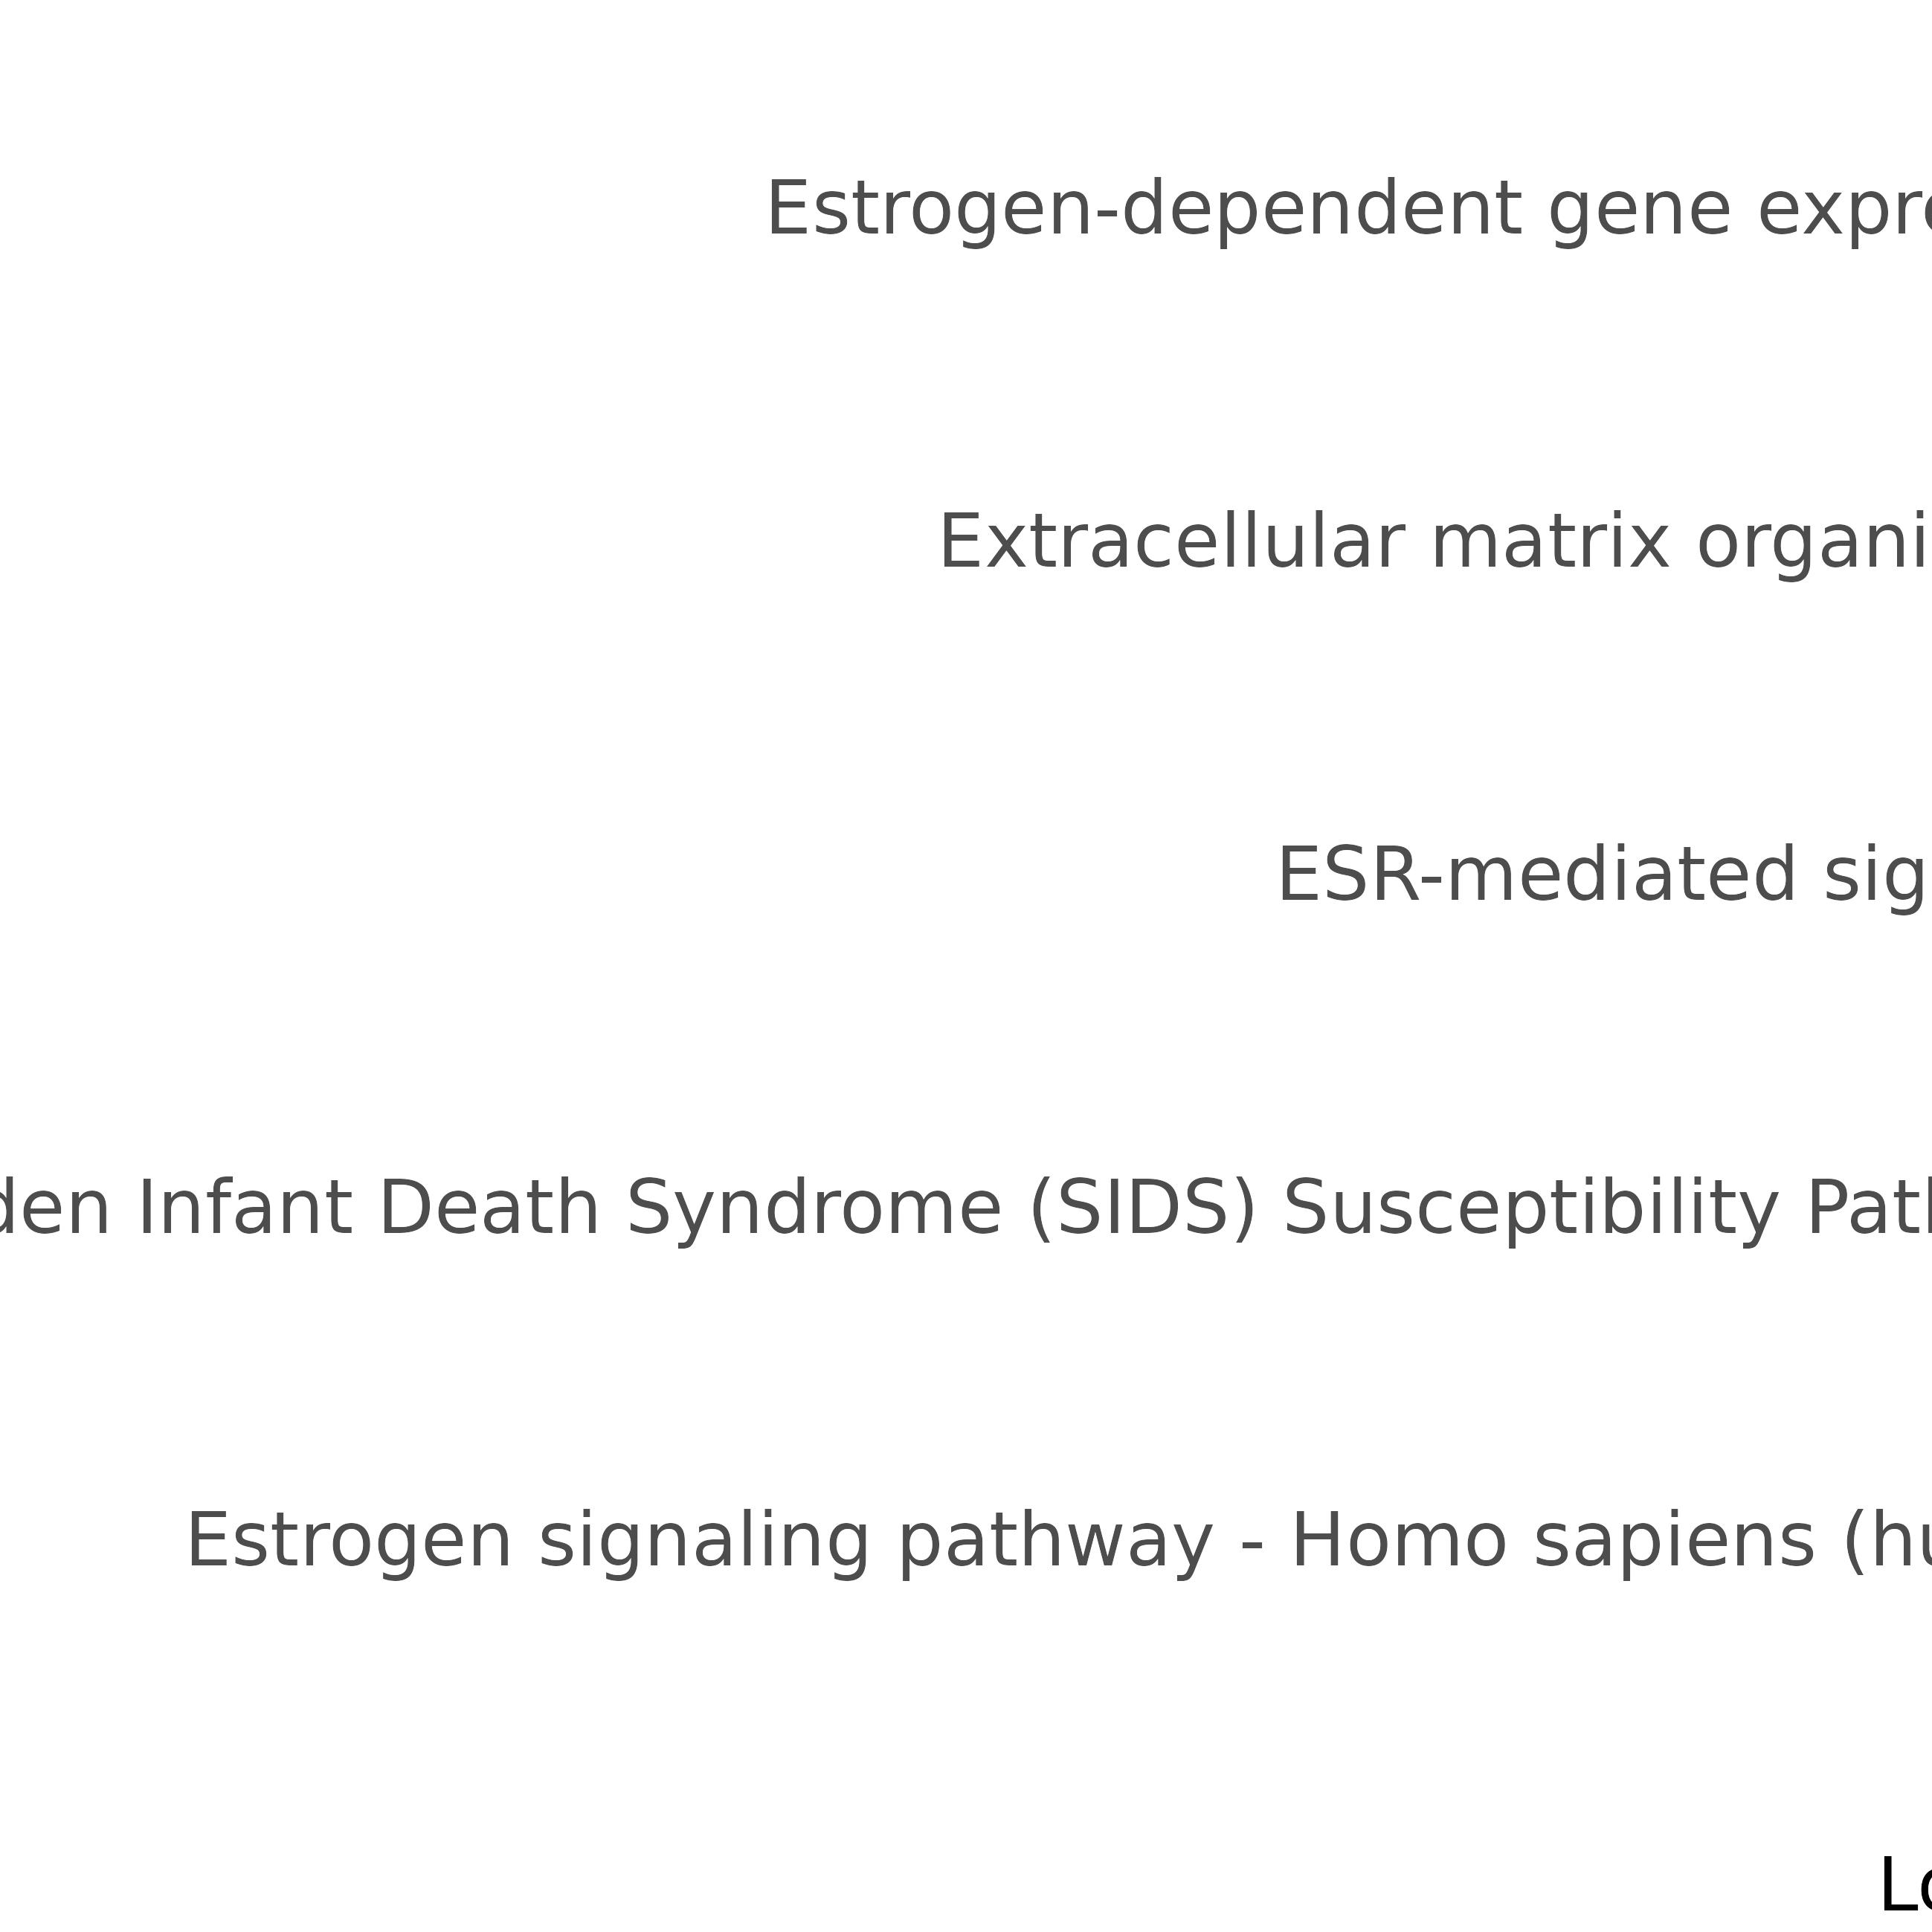 Estrogen-dependent gene expre
Extracellular matrix organi
ESR-mediated sig
den Infant Death Syndrome (SIDS) Susceptibility Path
Estrogen signaling pathway - Homo sapiens (hu
Lo